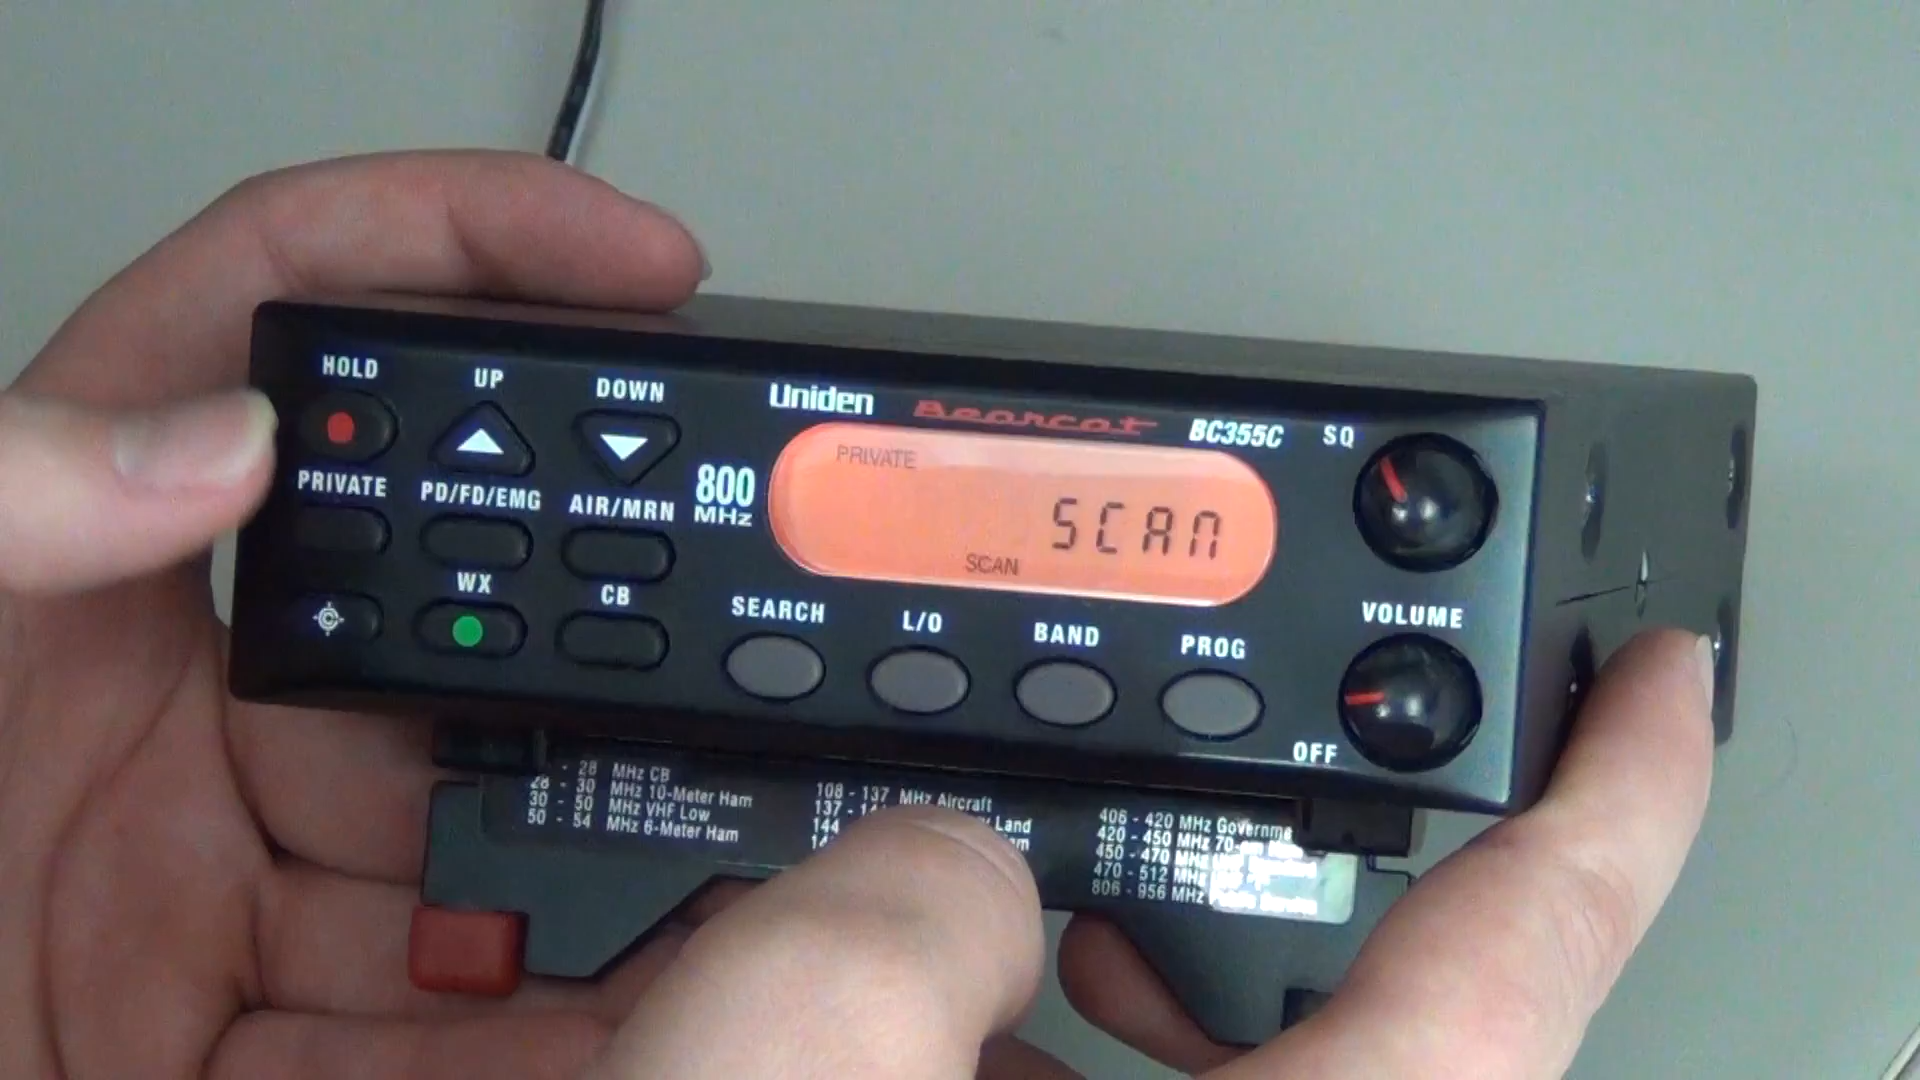 HOLD
UP
DOWN
Uniden
Bearcat
BC355C
SQ
PRIVATE
PD/FD/EMG
AIR/MRN
800
MHz
PRIVATE
SCAN
SCAN
WX
CB
SEARCH
L/O
BAND
PROG
VOLUME
OFF
- 28 MHz CB
28 - 30 MHz 10-Meter Ham
30 - 50 MHz VHF Low
50 - 54 MHz 6-Meter Ham
108 - 137 MHz Aircraft
137 -
Land
144
406 - 420 MHz Governme
420 - 450 MHz
450 - 470 MHz
470 - 512 MHz
806 - 956 MHz